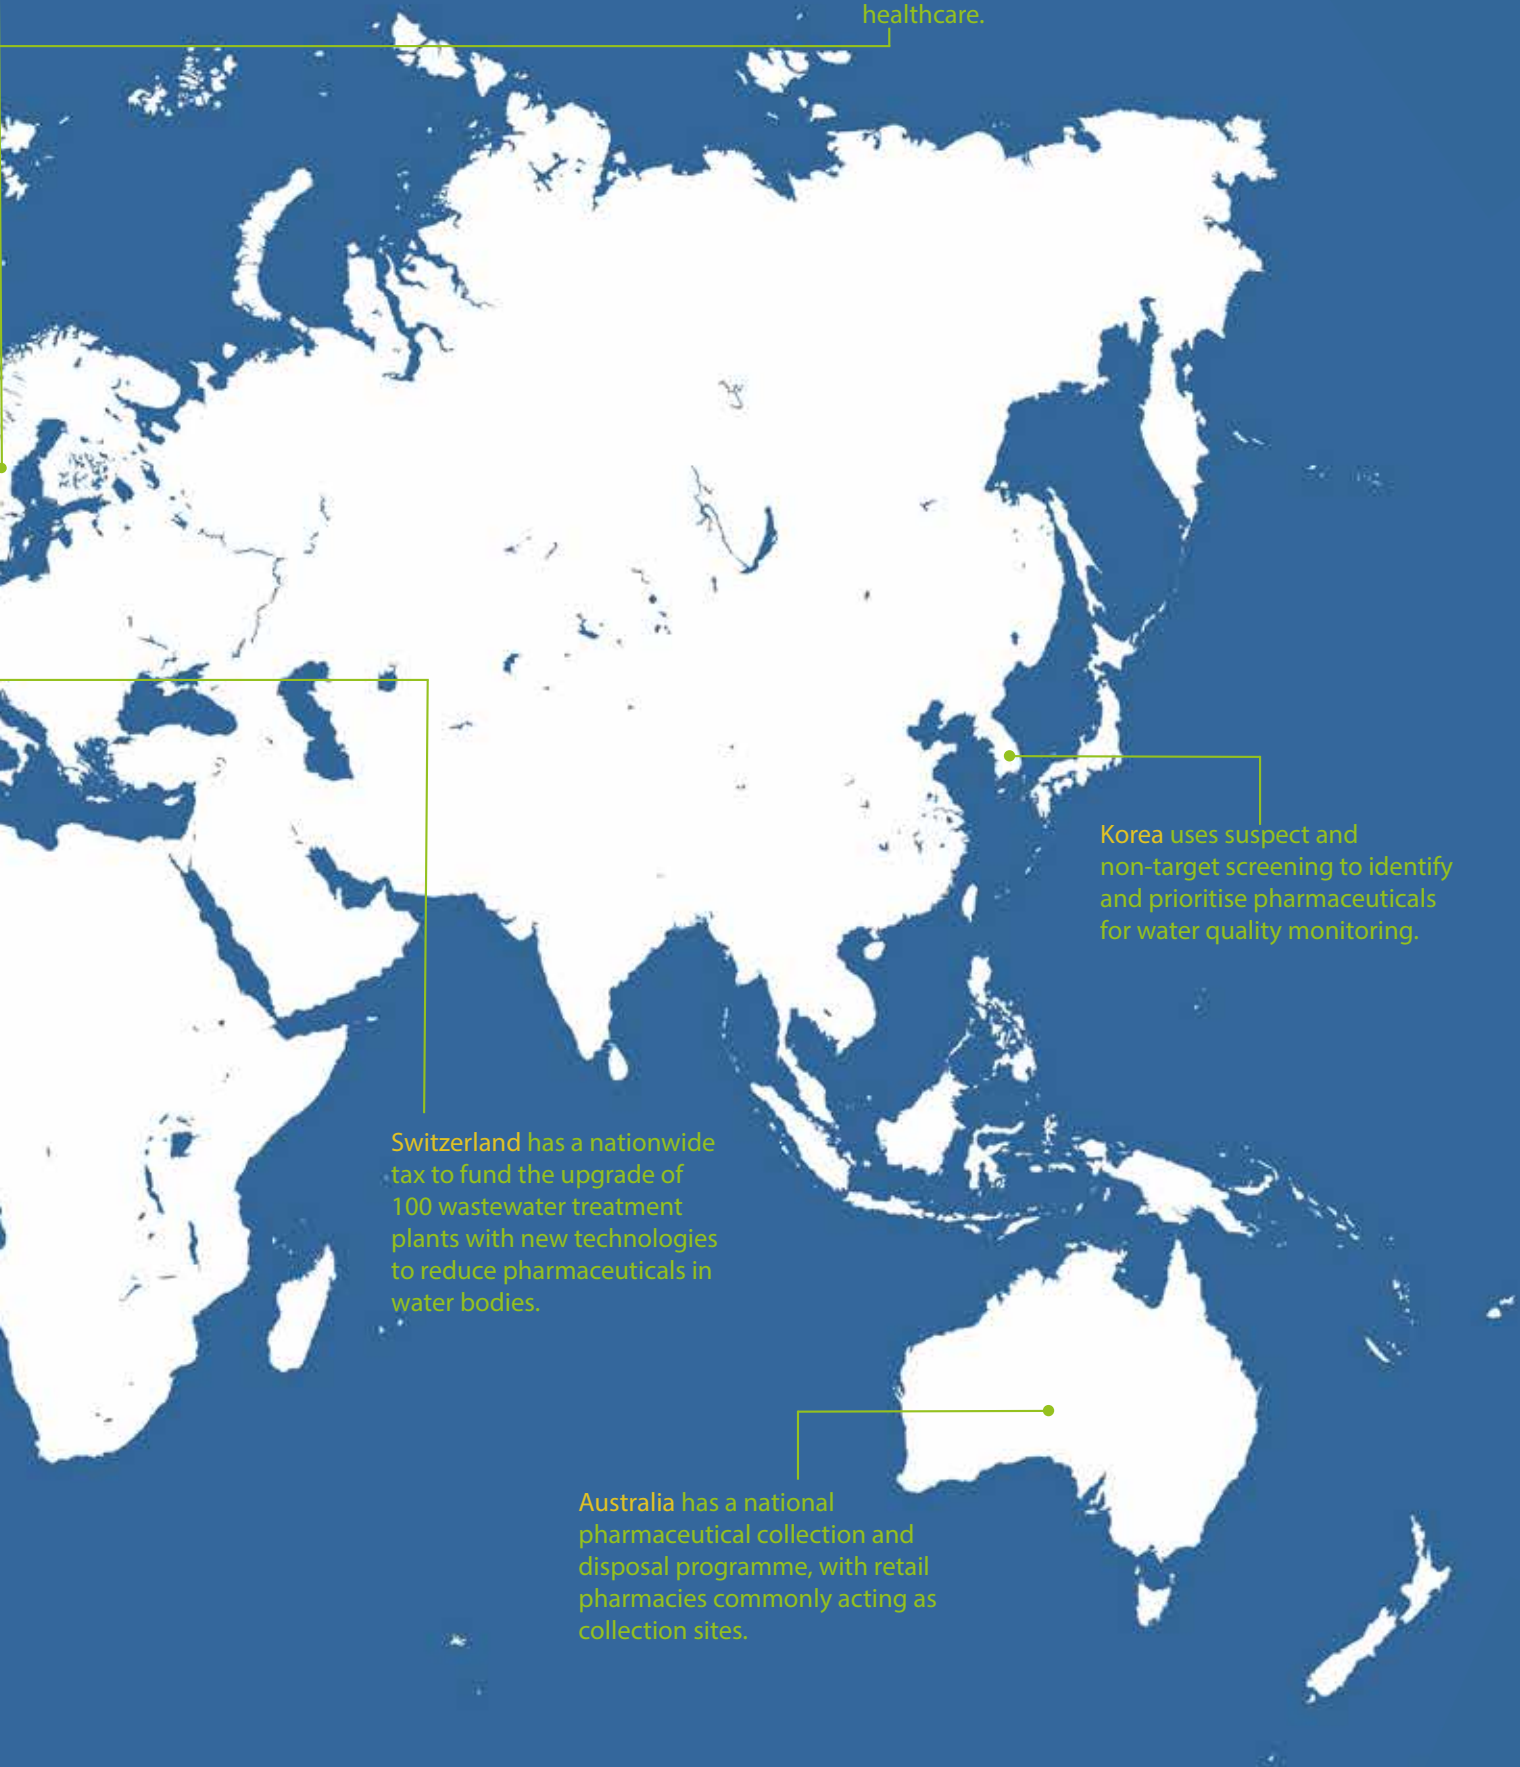 healthcare.
Korea uses suspect and
non-target screening to identify
and prioritise pharmaceuticals
for water quality monitoring.
Switzerland has a nationwide
tax to fund the upgrade of
100 wastewater treatment
plants with new technologies
to reduce pharmaceuticals in
water bodies.
Australia has a national
pharmaceutical collection and
disposal programme, with retail
pharmacies commonly acting as
collection sites.